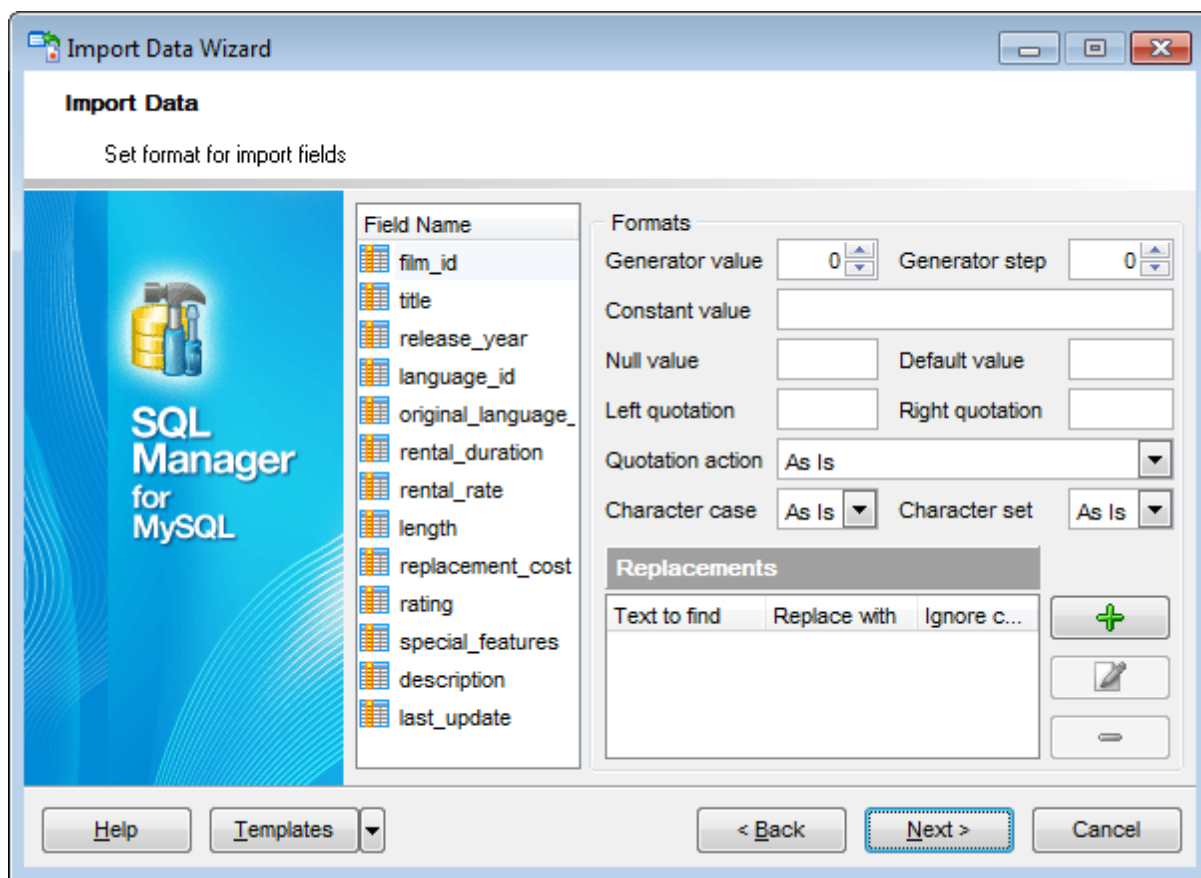 Import Data Wizard
Import Data
Set format for import fields
SQL
Manager
for
MySQL
Field Name
film_id
title
release_year
language_id
original_language_
rental_duration
rental_rate
length
replacement_cost
rating
special_features
description
last_update
Formats
Generator value 0 Generator step 0
Constant value
Null value Default value
Left quotation Right quotation
Quotation action As Is
Character case As Is Character set As Is
Replacements
Text to find Replace with Ignore c...
Help Templates < Back Next > Cancel